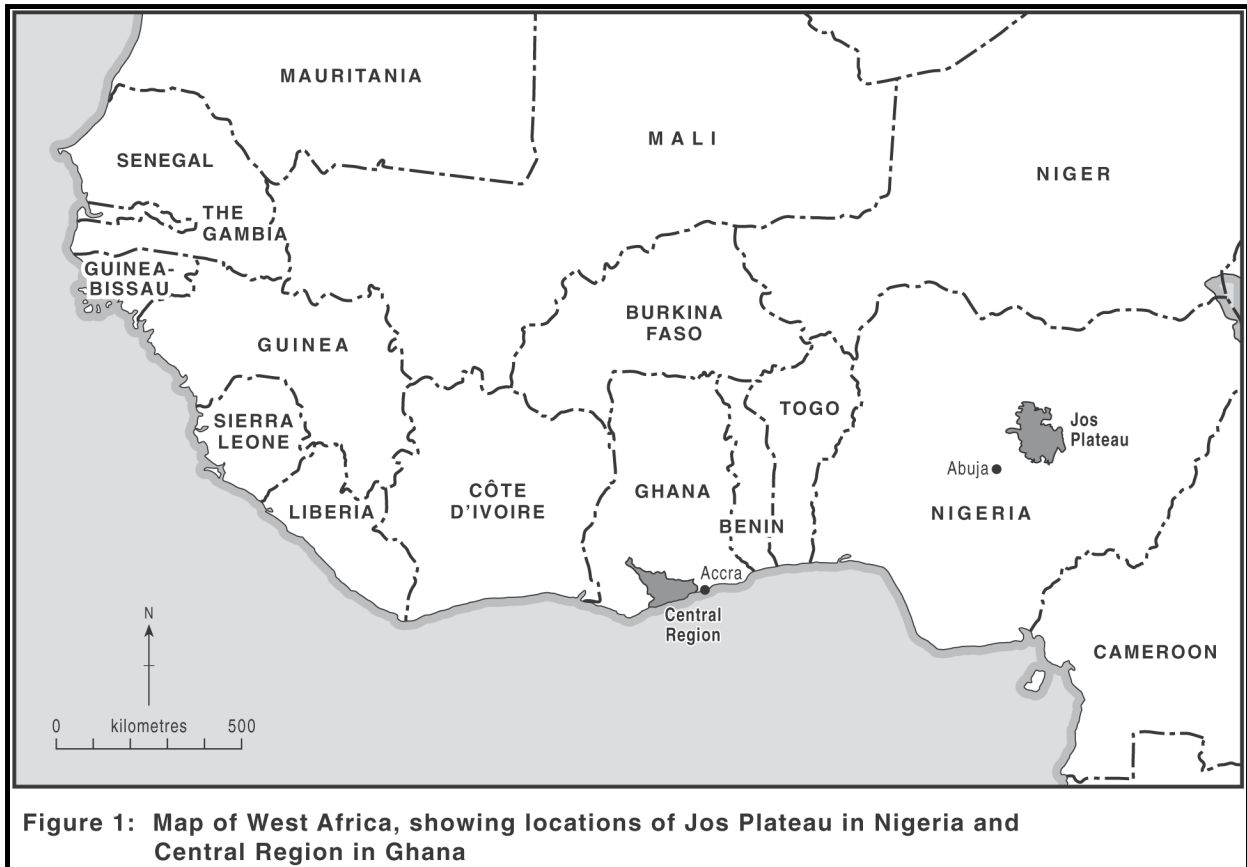 MAURITANIA
MALI
NIGER
SENEGAL
THE
GAMBIA
GUINEA-
BISSAU
GUINEA
BURKINA
FASO
SIERRA
LEONE
LIBERIA
CÔTE
D'IVOIRE
GHANA
TOGO
BENIN
Jos
Plateau
Abuja
NIGERIA
Accra
Central
Region
CAMEROON
N
0 kilometres 500
Figure 1: Map of West Africa, showing locations of Jos Plateau in Nigeria and
Central Region in Ghana